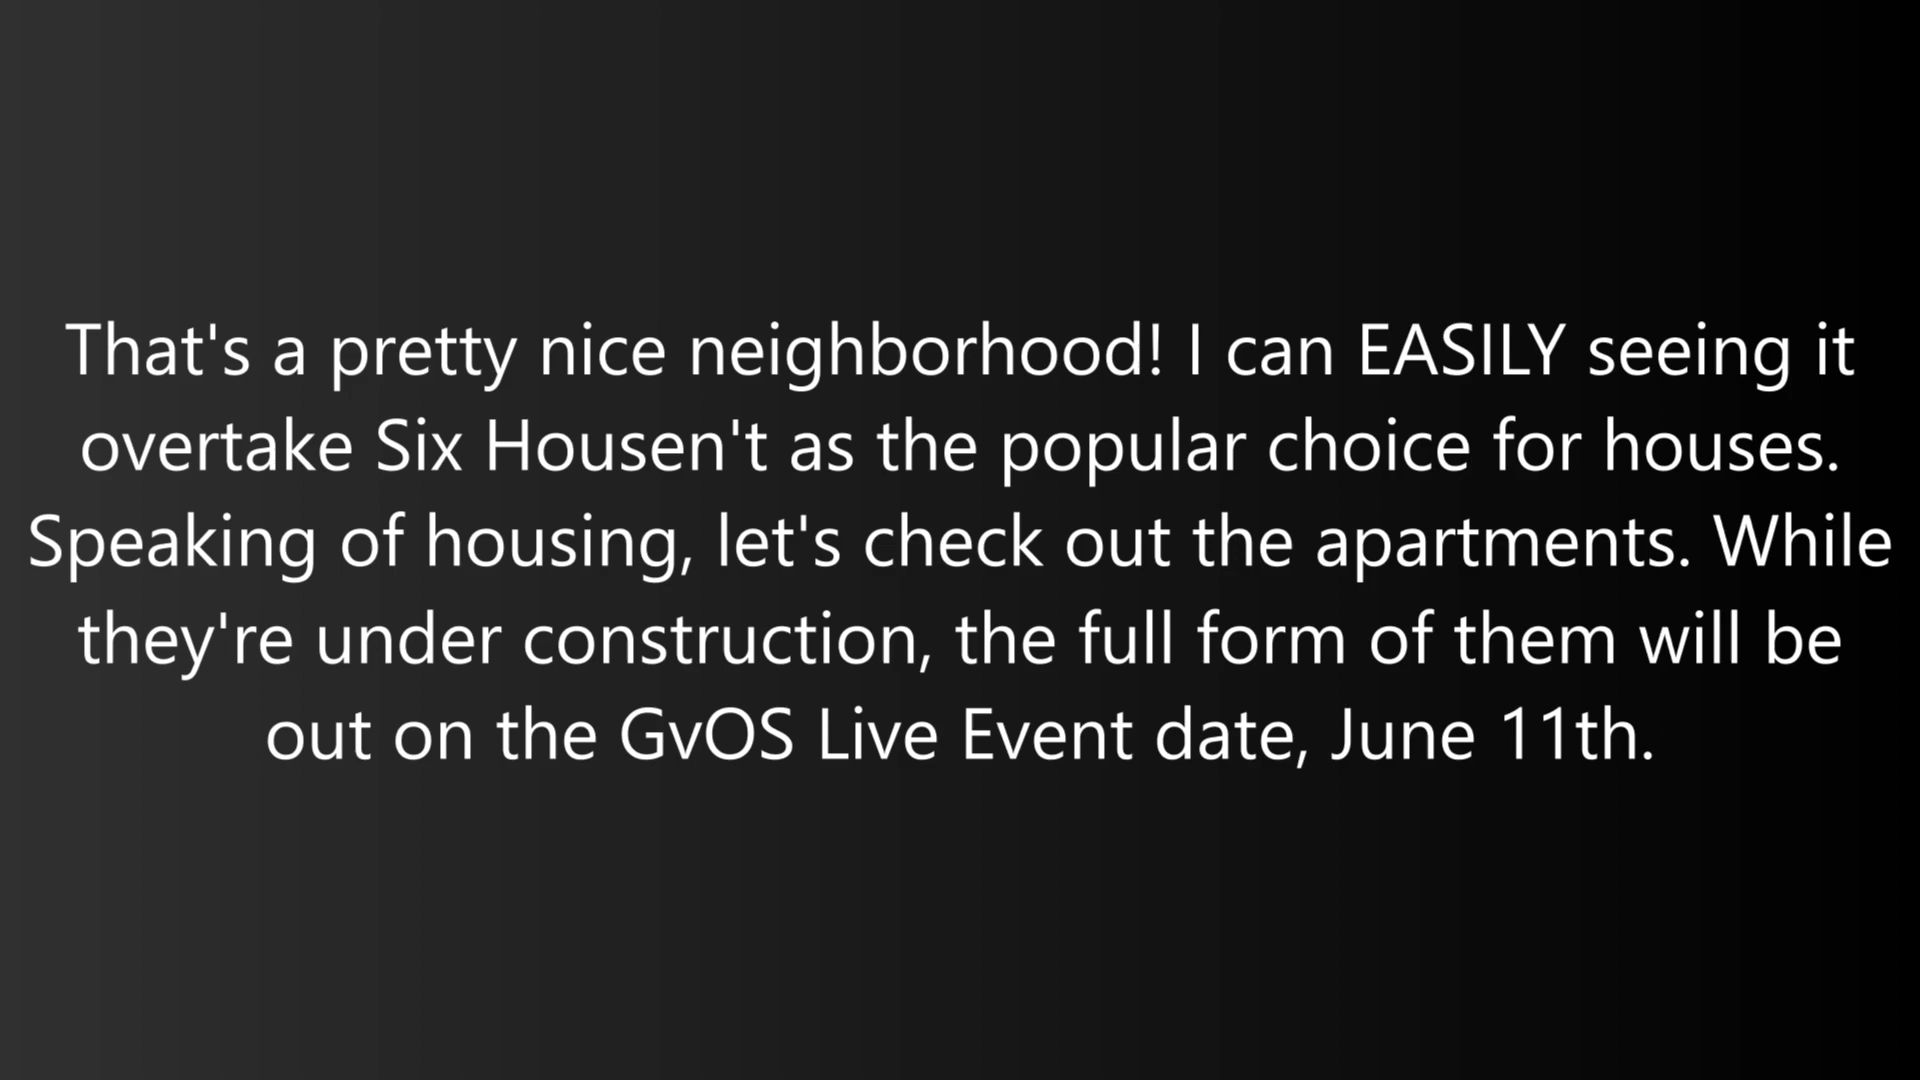 That's a pretty nice neighborhood! I can EASILY seeing it
overtake Six Housen't as the popular choice for houses.
Speaking of housing, let's check out the apartments. While
they're under construction, the full form of them will be
out on the GvOS Live Event date, June 11th.